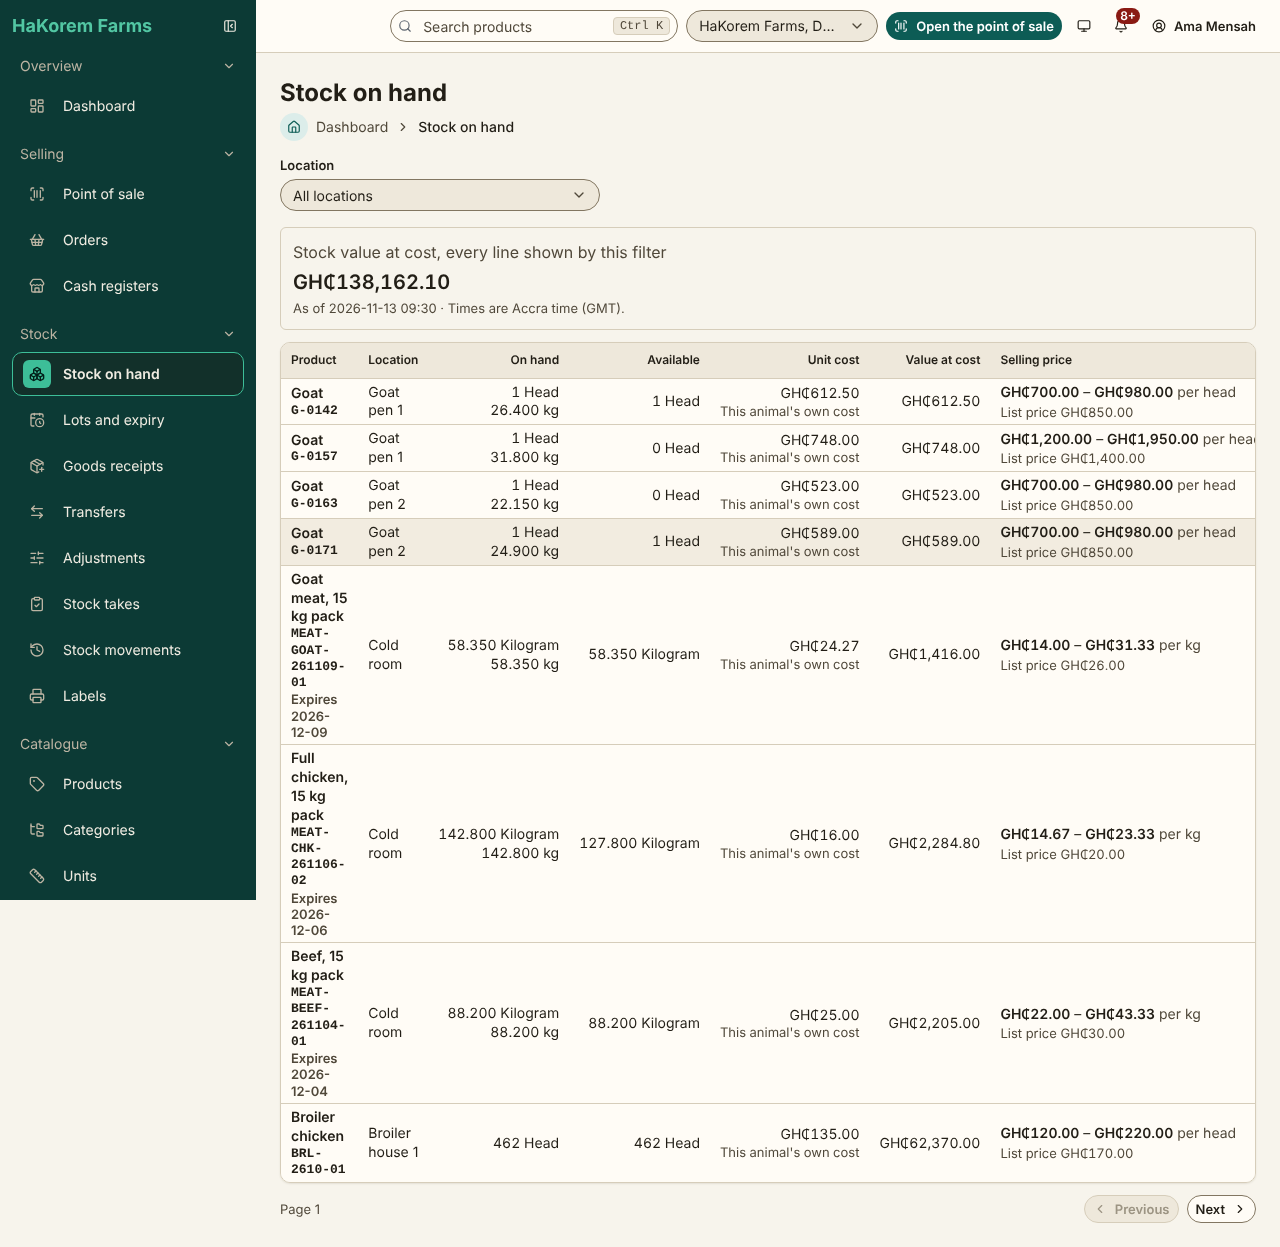 HaKorem Farms
Overview
Dashboard
Selling
Point of sale
Orders
Cash registers
Stock
Stock on hand
Lots and expiry
Goods receipts
Transfers
Adjustments
Stock takes
Stock movements
Labels
Catalogue
Products
Categories
Units
Search products Ctrl K
HaKorem Farms, D...
Open the point of sale
8+
Ama Mensah
Stock on hand
Dashboard > Stock on hand
Location
All locations
Stock value at cost, every line shown by this filter
GH₵138,162.10
As of 2026-11-13 09:30 · Times are Accra time (GMT).
Product Location On hand Available Unit cost Value at cost Selling price
Goat
G-0142
Goat
pen 1
1 Head
26.400 kg
1 Head
GH₵612.50
This animal's own cost
GH₵612.50
GH₵700.00 – GH₵980.00 per head
List price GH₵850.00
Goat
G-0157
Goat
pen 1
1 Head
31.800 kg
0 Head
GH₵748.00
This animal's own cost
GH₵748.00
GH₵1,200.00 – GH₵1,950.00 per head
List price GH₵1,400.00
Goat
G-0163
Goat
pen 2
1 Head
22.150 kg
0 Head
GH₵523.00
This animal's own cost
GH₵523.00
GH₵700.00 – GH₵980.00 per head
List price GH₵850.00
Goat
G-0171
Goat
pen 2
1 Head
24.900 kg
1 Head
GH₵589.00
This animal's own cost
GH₵589.00
GH₵700.00 – GH₵980.00 per head
List price GH₵850.00
Goat
meat, 15
kg pack
MEAT-
GOAT-
261109-
01
Expires
2026-
12-09
Cold
room
58.350 Kilogram
58.350 kg
58.350 Kilogram
GH₵24.27
This animal's own cost
GH₵1,416.00
GH₵14.00 – GH₵31.33 per kg
List price GH₵26.00
Full
chicken,
15 kg
pack
MEAT-
CHK-
261106-
02
Expires
2026-
12-06
Cold
room
142.800 Kilogram
142.800 kg
127.800 Kilogram
GH₵16.00
This animal's own cost
GH₵2,284.80
GH₵14.67 – GH₵23.33 per kg
List price GH₵20.00
Beef, 15
kg pack
MEAT-
BEEF-
261104-
01
Expires
2026-
12-04
Cold
room
88.200 Kilogram
88.200 kg
88.200 Kilogram
GH₵25.00
This animal's own cost
GH₵2,205.00
GH₵22.00 – GH₵43.33 per kg
List price GH₵30.00
Broiler
chicken
BRL-
2610-01
Broiler
house 1
462 Head
462 Head
GH₵135.00
This animal's own cost
GH₵62,370.00
GH₵120.00 – GH₵220.00 per head
List price GH₵170.00
Page 1
Previous
Next